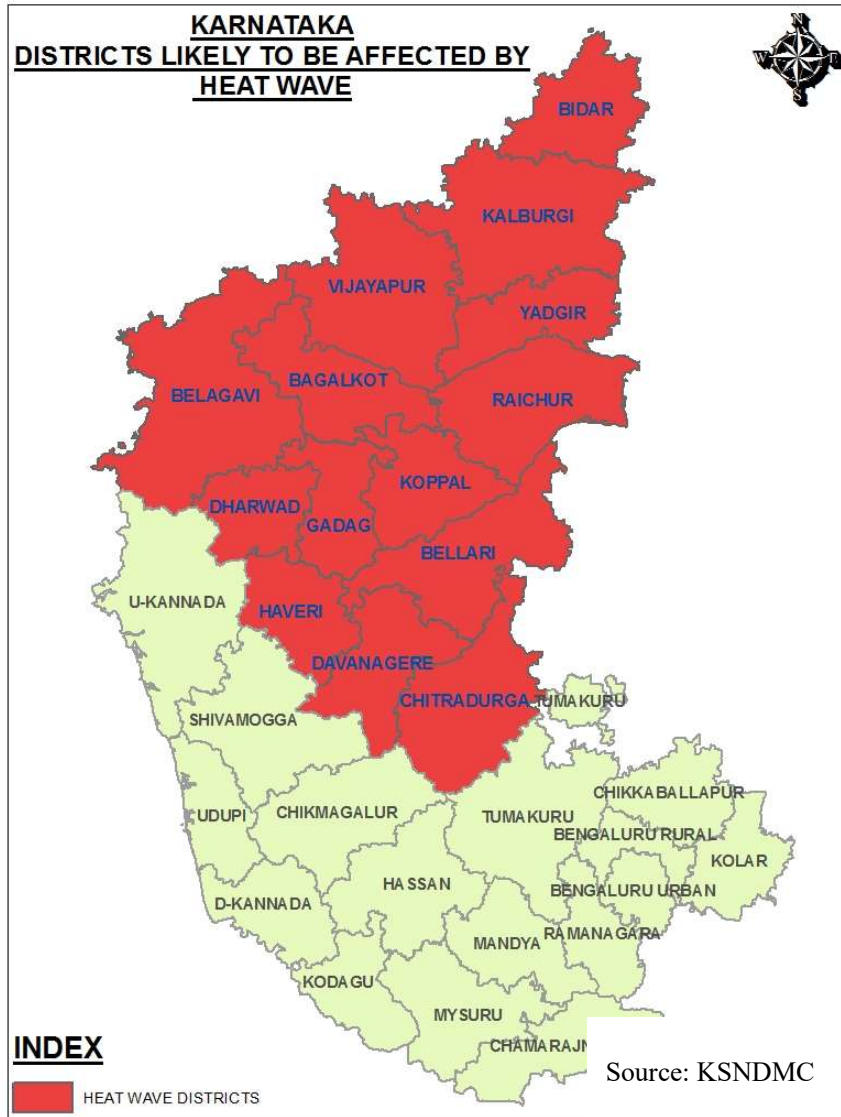 KARNATAKA
DISTRICTS LIKELY TO BE AFFECTED BY
HEAT WAVE
N
W E
S
BIDAR
KALBURGI
VIJAYAPUR
YADGIR
BAGALKOT
BELAGAVI
RAICHUR
KOPPAL
DHARWAD
GADAG
BELLARI
U-KANNADA
HAVERI
DAVANAGERE
CHITRADURGA
TUMAKURU
SHIVAMOGGA
CHIKKABALLAPUR
UDUPI
CHIKMAGALUR
TUMAKURU
BENGALURU RURAL
KOLAR
HASSAN
BENGALURU URBAN
D-KANNADA
RAMANAGARA
MANDYA
KODAGU
MYSURU
CHAMARAJN
INDEX
Source: KSNDMC
HEAT WAVE DISTRICTS